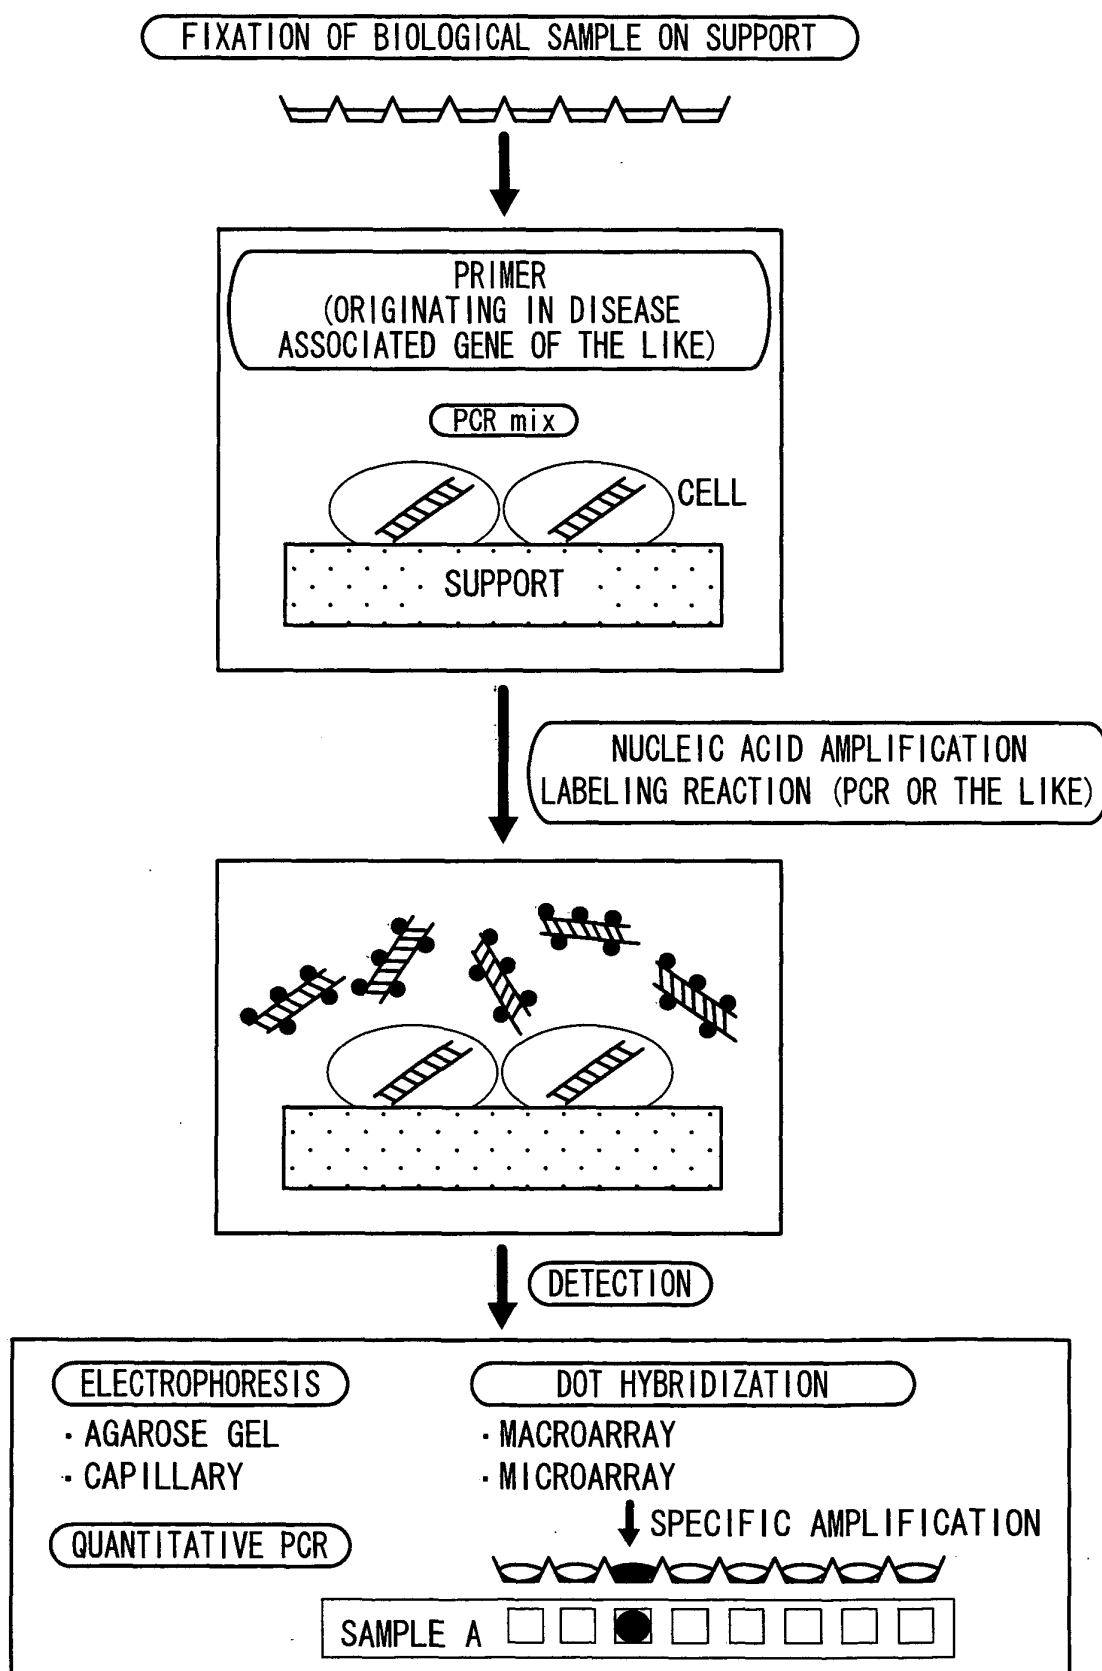 FIXATION OF BIOLOGICAL SAMPLE ON SUPPORT
PRIMER
(ORIGINATING IN DISEASE
ASSOCIATED GENE OF THE LIKE)
PCR mix
CELL
SUPPORT
NUCLEIC ACID AMPLIFICATION
LABELING REACTION (PCR OR THE LIKE)
DETECTION
ELECTROPHORESIS
· AGAROSE GEL
· CAPILLARY
QUANTITATIVE PCR
DOT HYBRIDIZATION
· MACROARRAY
· MICROARRAY
SPECIFIC AMPLIFICATION
SAMPLE A